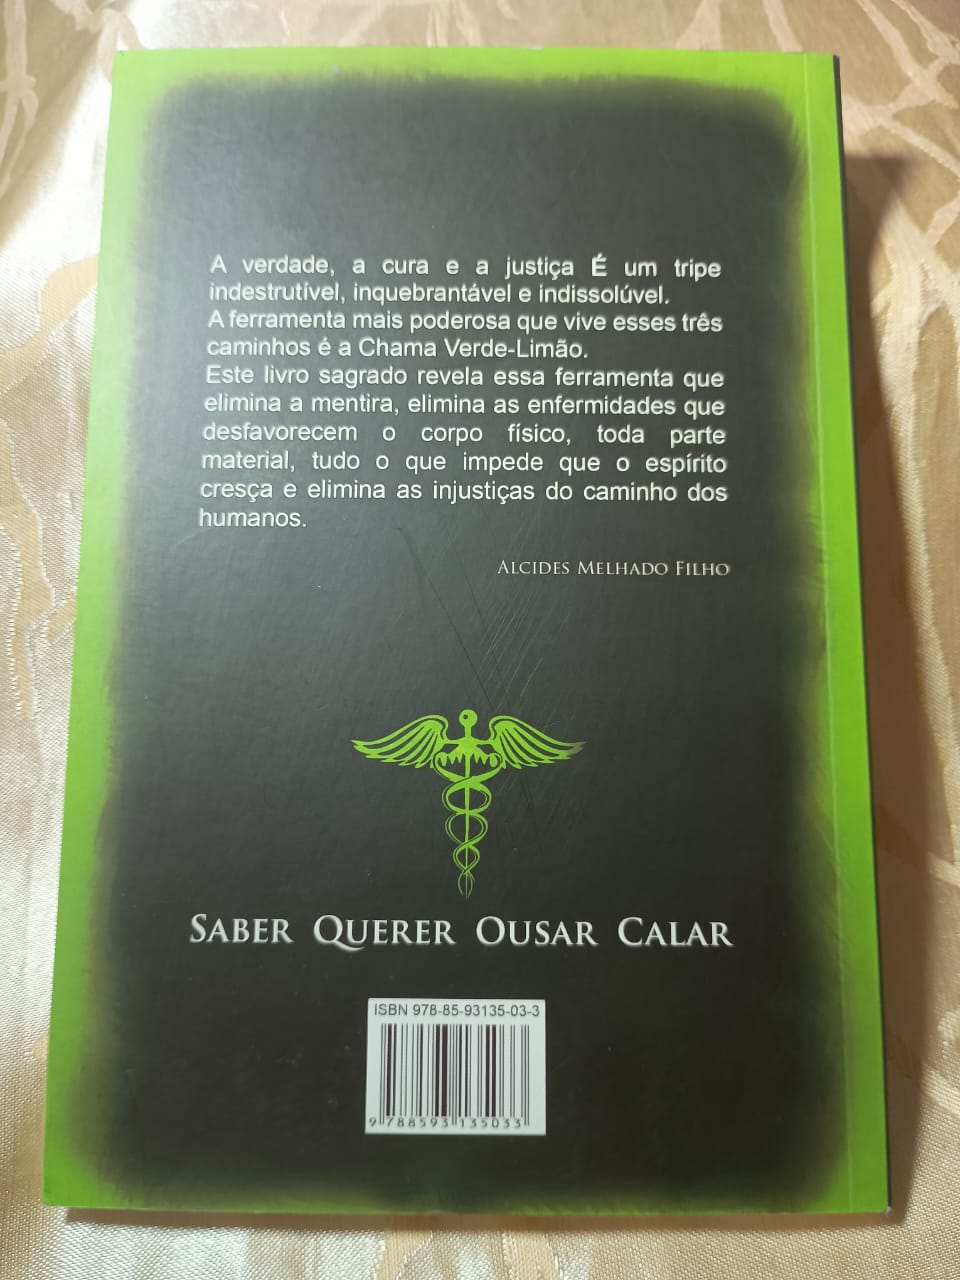 A verdade, a cura e a justiça É um tripe
indestrutível, inquebrantável e indissolúvel.
A ferramenta mais poderosa que vive esses três
caminhos é a Chama Verde-Limão.
Este livro sagrado revela essa ferramenta que
elimina a mentira, elimina as enfermidades que
desfavorecem o corpo físico, toda parte
material, tudo o que impede que o espírito
cresça e elimina as injustiças do caminho dos
humanos.
Alcides Melhado Filho
Saber Querer Ousar Calar
ISBN 978-85-93135-03-3
9 788593 135033